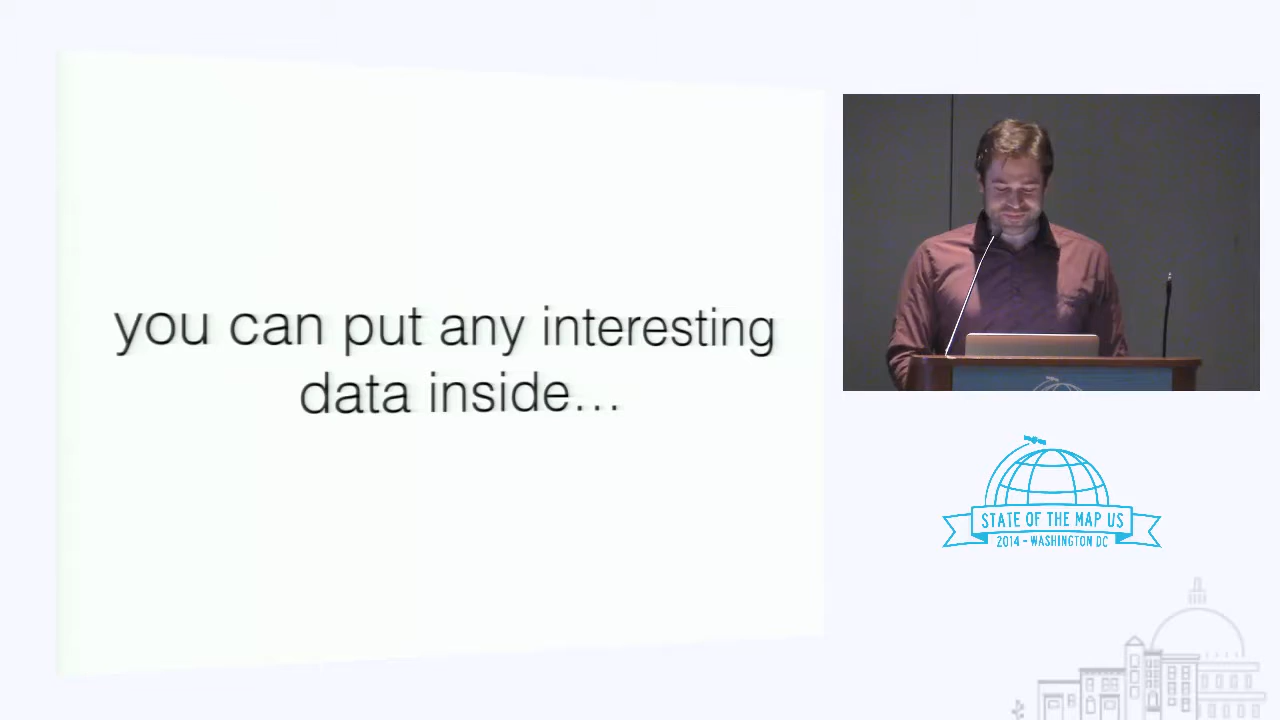 you can put any interesting
data inside...
STATE OF THE MAP US
2014 - WASHINGTON DC